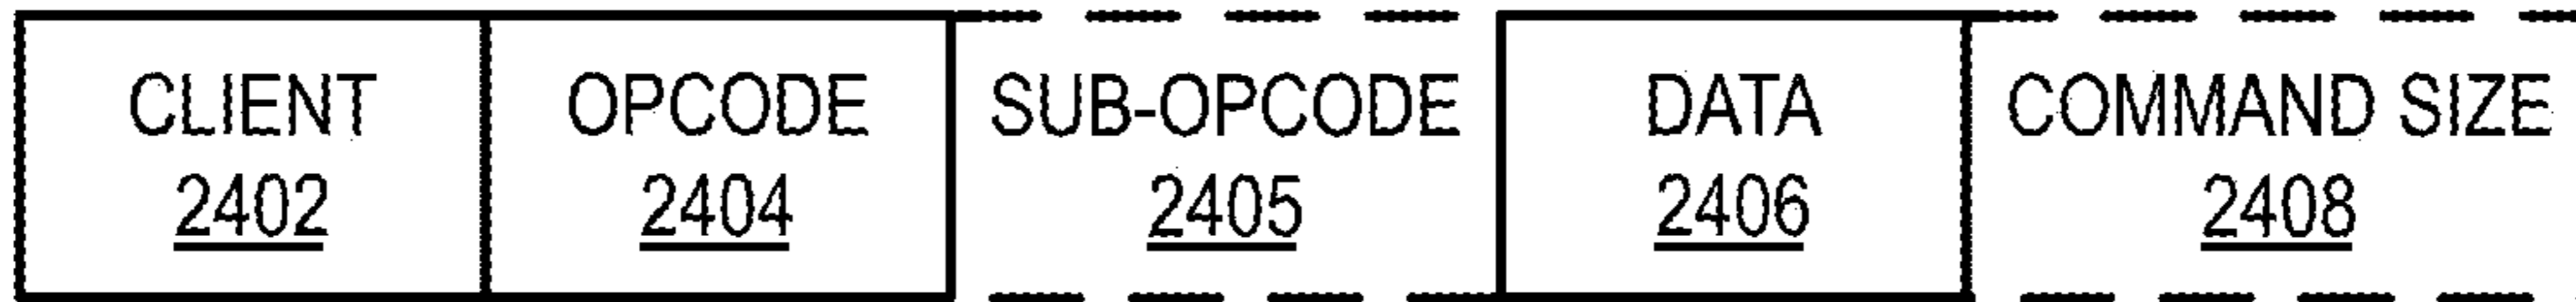 CLIENT OPCODE SUB-OPCODE DATA COMMAND SIZE
2402 2404 2405 2406 2408